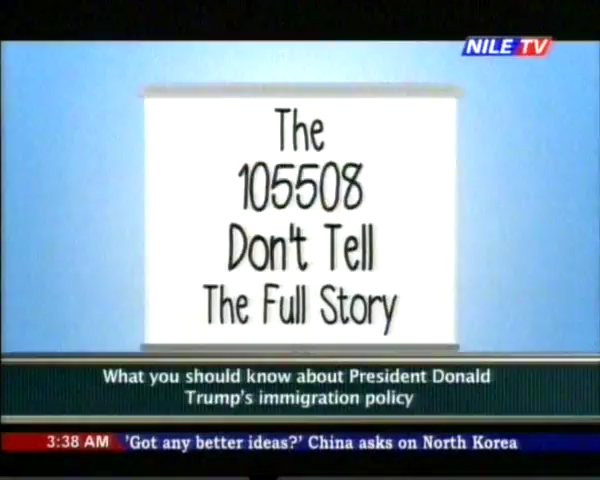 NILE TV
The
105508
Don't Tell
The Full Story
What you should know about President Donald
Trump's immigration policy
3:38 AM 'Got any better ideas?' China asks on North Korea